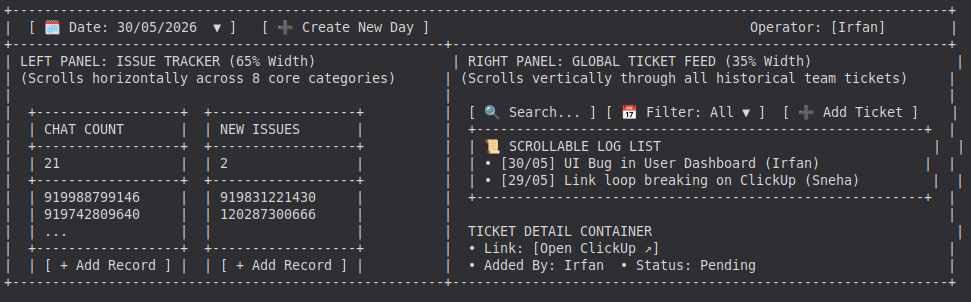 [ 🗓️ Date: 30/05/2026 ▼ ] [ ➕ Create New Day ] Operator: [Irfan]
LEFT PANEL: ISSUE TRACKER (65% Width)
(Scrolls horizontally across 8 core categories)
CHAT COUNT | NEW ISSUES
21 | 2
919988799146 | 919831221430
919742809640 | 120287300666
...
[ + Add Record ] | [ + Add Record ]
RIGHT PANEL: GLOBAL TICKET FEED (35% Width)
(Scrolls vertically through all historical team tickets)
[ 🔍 Search... ] [ 📅 Filter: All ▼ ] [ ➕ Add Ticket ]
📜 SCROLLABLE LOG LIST
• [30/05] UI Bug in User Dashboard (Irfan)
• [29/05] Link loop breaking on ClickUp (Sneha)
TICKET DETAIL CONTAINER
• Link: [Open ClickUp ↗]
• Added By: Irfan • Status: Pending